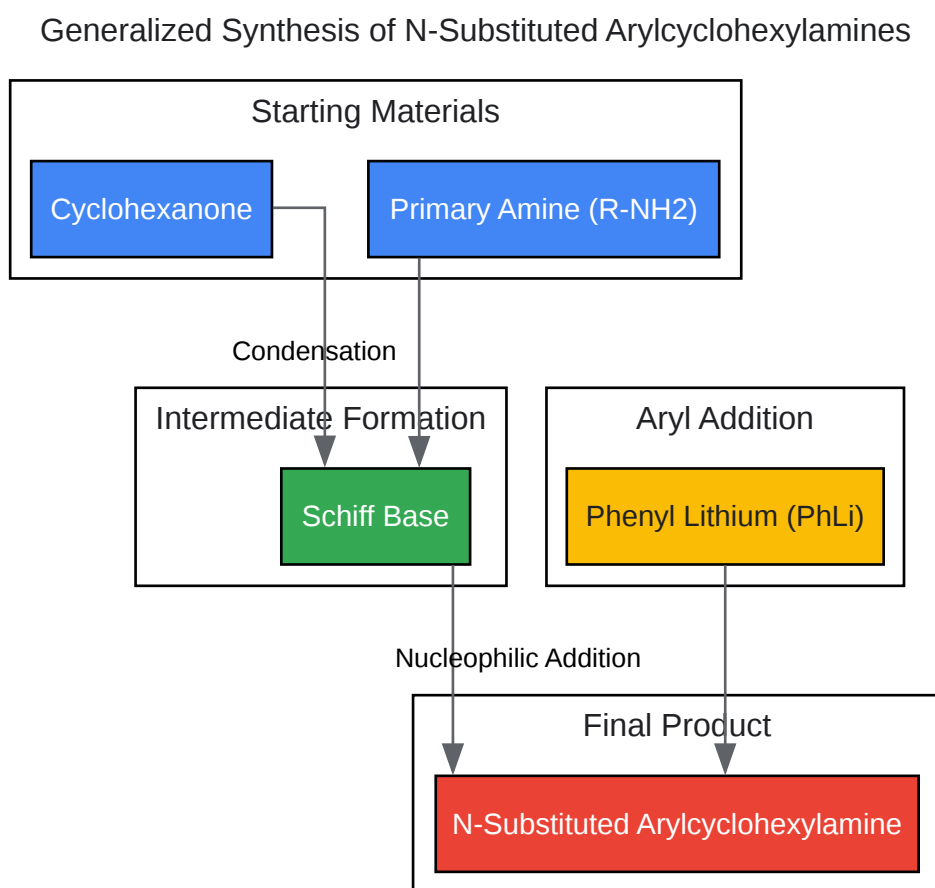 Generalized Synthesis of N-Substituted Arylcyclohexylamines
Starting Materials
Cyclohexanone
Primary Amine (R-NH2)
Condensation
Intermediate Formation
Aryl Addition
Schiff Base
Phenyl Lithium (PhLi)
Nucleophilic Addition
Final Product
N-Substituted Arylcyclohexylamine